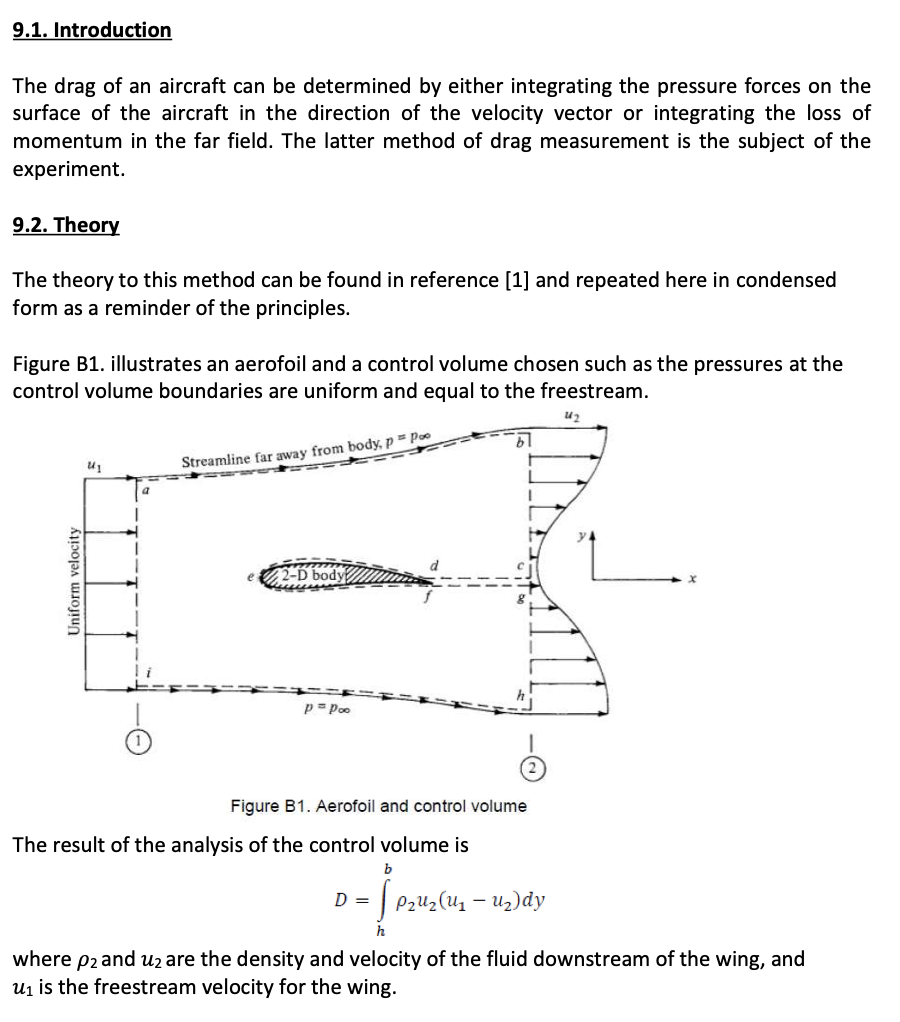 9.1. Introduction
The drag of an aircraft can be determined by either integrating the pressure forces on the
surface of the aircraft in the direction of the velocity vector or integrating the loss of
momentum in the far field. The latter method of drag measurement is the subject of the
experiment.
9.2. Theory
The theory to this method can be found in reference [1] and repeated here in condensed
form as a reminder of the principles.
Figure B1. illustrates an aerofoil and a control volume chosen such as the pressures at the
control volume boundaries are uniform and equal to the freestream.
u₂
Streamline far away from body, p = p∞
b
u₁
a
Uniform velocity
y
x
e
2-D body
d
c
f
g
i
h
p = p∞
1
2
Figure B1. Aerofoil and control volume
The result of the analysis of the control volume is
D = ∫_h^b ρ₂u₂(u₁ − u₂)dy
where ρ₂ and u₂ are the density and velocity of the fluid downstream of the wing, and
u₁ is the freestream velocity for the wing.